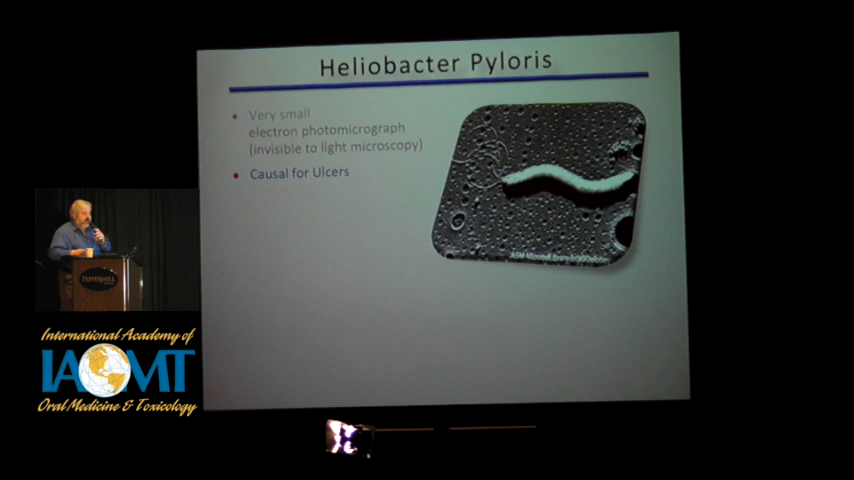 Heliobacter Pyloris
Very small
electron photomicrograph
(invisible to light microscopy)
Causal for Ulcers
PEPPERMILL
International Academy of
IAOMT
Oral Medicine & Toxicology